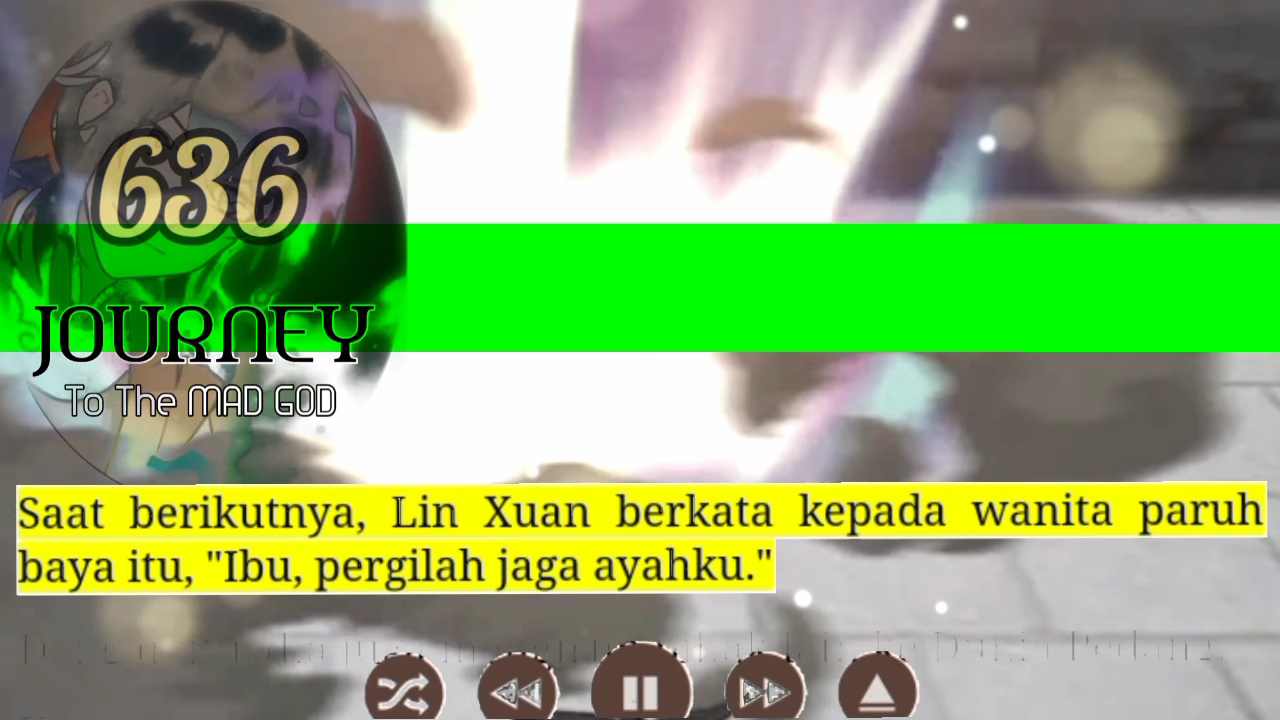 636
JOURNEY
To The MAD GOD
Saat berikutnya, Lin Xuan berkata kepada wanita paruh
baya itu, "Ibu, pergilah jaga ayahku."